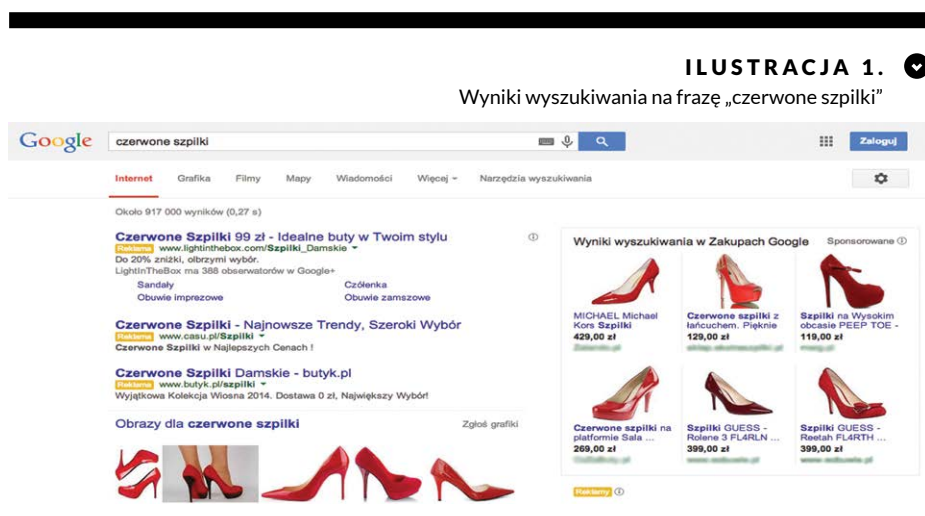 ILUSTRACJA 1.
Wyniki wyszukiwania na frazę „czerwone szpilki”
Google
czerwone szpilki
Zaloguj
Internet Grafika Filmy Mapy Wiadomości Więcej Narzędzia wyszukiwania
Około 917 000 wyników (0,27 s)
Czerwone Szpilki 99 zł - Idealne buty w Twoim stylu
Reklama www.lightinthebox.com/Szpilki_Damskie
Do 20% zniżki, olbrzymi wybór.
LightInTheBox ma 388 obserwatorów w Google+
Sandały Czółenka
Obuwie imprezowe Obuwie zamszowe
Czerwone Szpilki - Najnowsze Trendy, Szeroki Wybór
Reklama www.casu.pl/Szpilki
Czerwone Szpilki w Najlepszych Cenach !
Czerwone Szpilki Damskie - butyk.pl
Reklama www.butyk.pl/szpilki
Wyjątkowa Kolekcja Wiosna 2014. Dostawa 0 zł, Największy Wybór!
Obrazy dla czerwone szpilki Zgłoś grafiki
Wyniki wyszukiwania w Zakupach Google Sponsorowane
MICHAEL Michael
Kors Szpilki
429,00 zł
Czerwone szpilki z
łańcuchem. Pięknie
129,00 zł
Szpilki na Wysokim
obcasie PEEP TOE -
119,00 zł
Czerwone szpilki na
platformie Sala ...
269,00 zł
Szpilki GUESS -
Rolene 3 FL4RLN ...
399,00 zł
Szpilki GUESS -
Reetah FL4RTH ...
399,00 zł
Reklamy